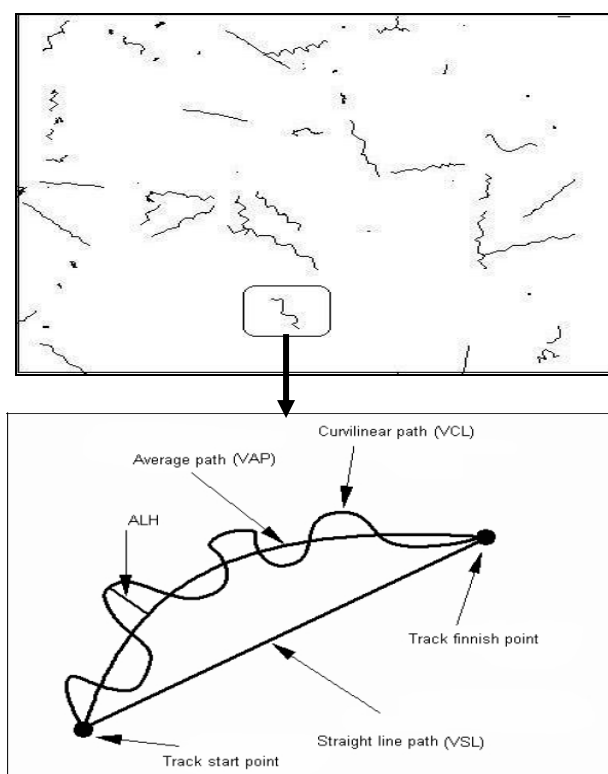 Curvilinear path (VCL)
Average path (VAP)
ALH
Track finnish point
Straight line path (VSL)
Track start point